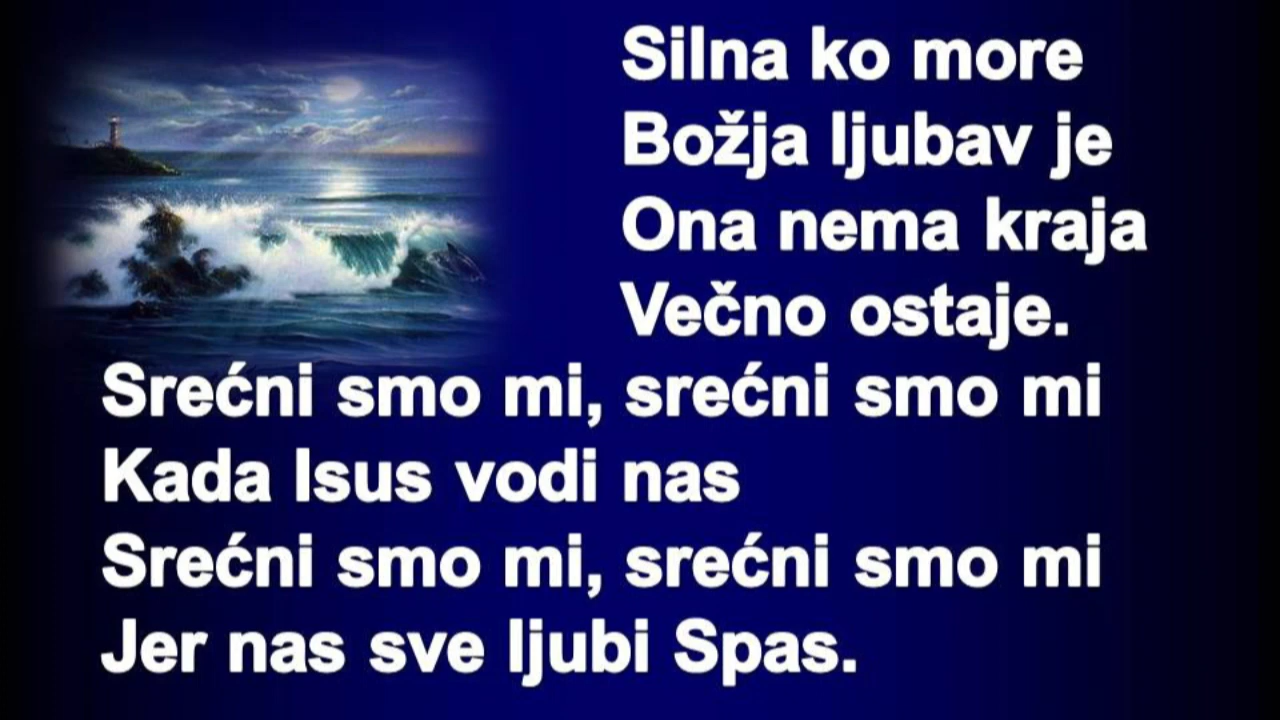 Silna ko more
Božja ljubav je
Ona nema kraja
Večno ostaje.
Srećni smo mi, srećni smo mi
Kada Isus vodi nas
Srećni smo mi, srećni smo mi
Jer nas sve ljubi Spas.